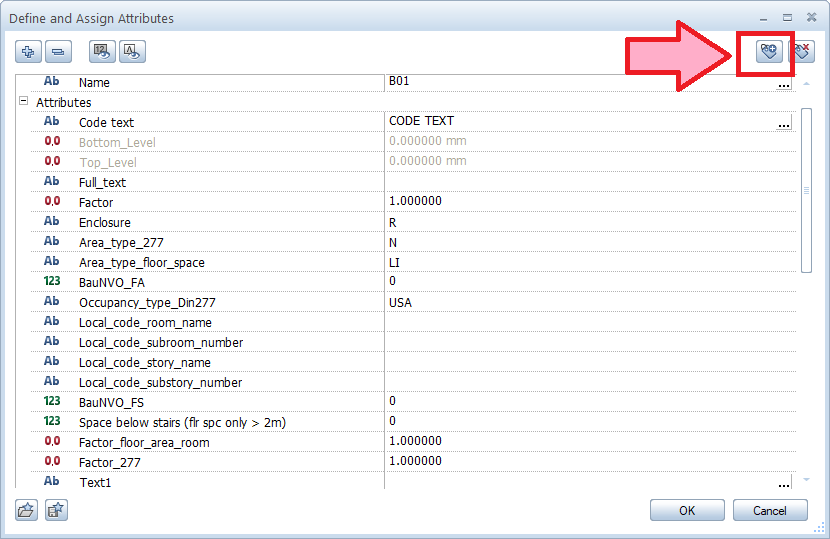 Define and Assign Attributes
12 A
Ab Name B01 ...
Attributes
Ab Code text CODE TEXT ...
0,0 Bottom_Level 0.000000 mm
0,0 Top_Level 0.000000 mm
Ab Full_text
0,0 Factor 1.000000
Ab Enclosure R
Ab Area_type_277 N
Ab Area_type_floor_space LI
123 BauNVO_FA 0
Ab Occupancy_type_Din277 USA
Ab Local_code_room_name
Ab Local_code_subroom_number
Ab Local_code_story_name
Ab Local_code_substory_number
123 BauNVO_FS 0
123 Space below stairs (flr spc only > 2m) 0
0,0 Factor_floor_area_room 1.000000
0,0 Factor_277 1.000000
Ab Text1 ...
OK Cancel